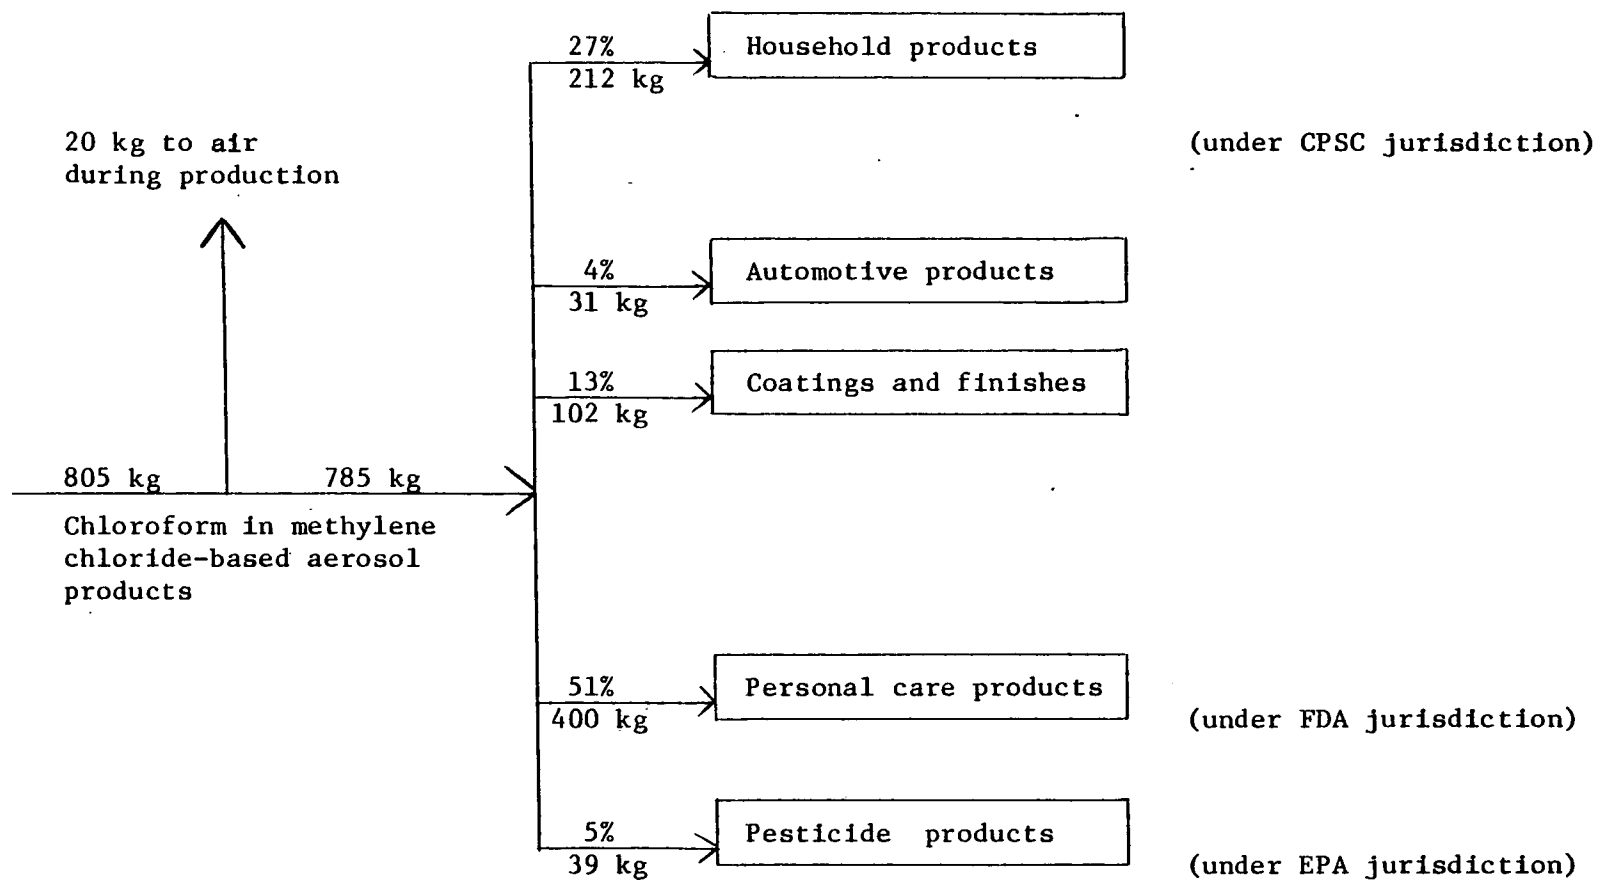 27%
212 kg
Household products
20 kg to air
during production
(under CPSC jurisdiction)
4%
31 kg
Automotive products
13%
102 kg
Coatings and finishes
805 kg
785 kg
Chloroform in methylene
chloride-based aerosol
products
51%
400 kg
Personal care products
(under FDA jurisdiction)
5%
39 kg
Pesticide products
(under EPA jurisdiction)